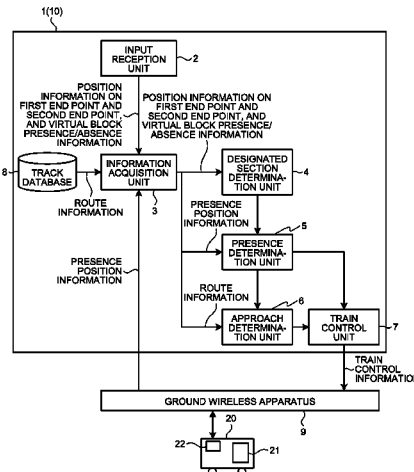 1(10)
INPUT
RECEPTION
UNIT
2
POSITION
INFORMATION ON
FIRST END POINT AND
SECOND END POINT,
AND VIRTUAL BLOCK
PRESENCE/ABSENCE
INFORMATION
POSITION INFORMATION ON
FIRST END POINT AND
SECOND END POINT, AND
VIRTUAL BLOCK PRESENCE/
ABSENCE INFORMATION
8
TRACK
DATABASE
ROUTE
INFORMATION
INFORMATION
ACQUISITION
UNIT
3
DESIGNATED
SECTION
DETERMINA-
TION UNIT
4
PRESENCE
POSITION
INFORMATION
PRESENCE
POSITION
INFORMATION
5
PRESENCE
DETERMINA-
TION UNIT
ROUTE
INFORMATION
6
APPROACH
DETERMINA-
TION UNIT
TRAIN
CONTROL
UNIT
7
TRAIN
CONTROL
INFORMATION
GROUND WIRELESS APPARATUS
9
20
22
21